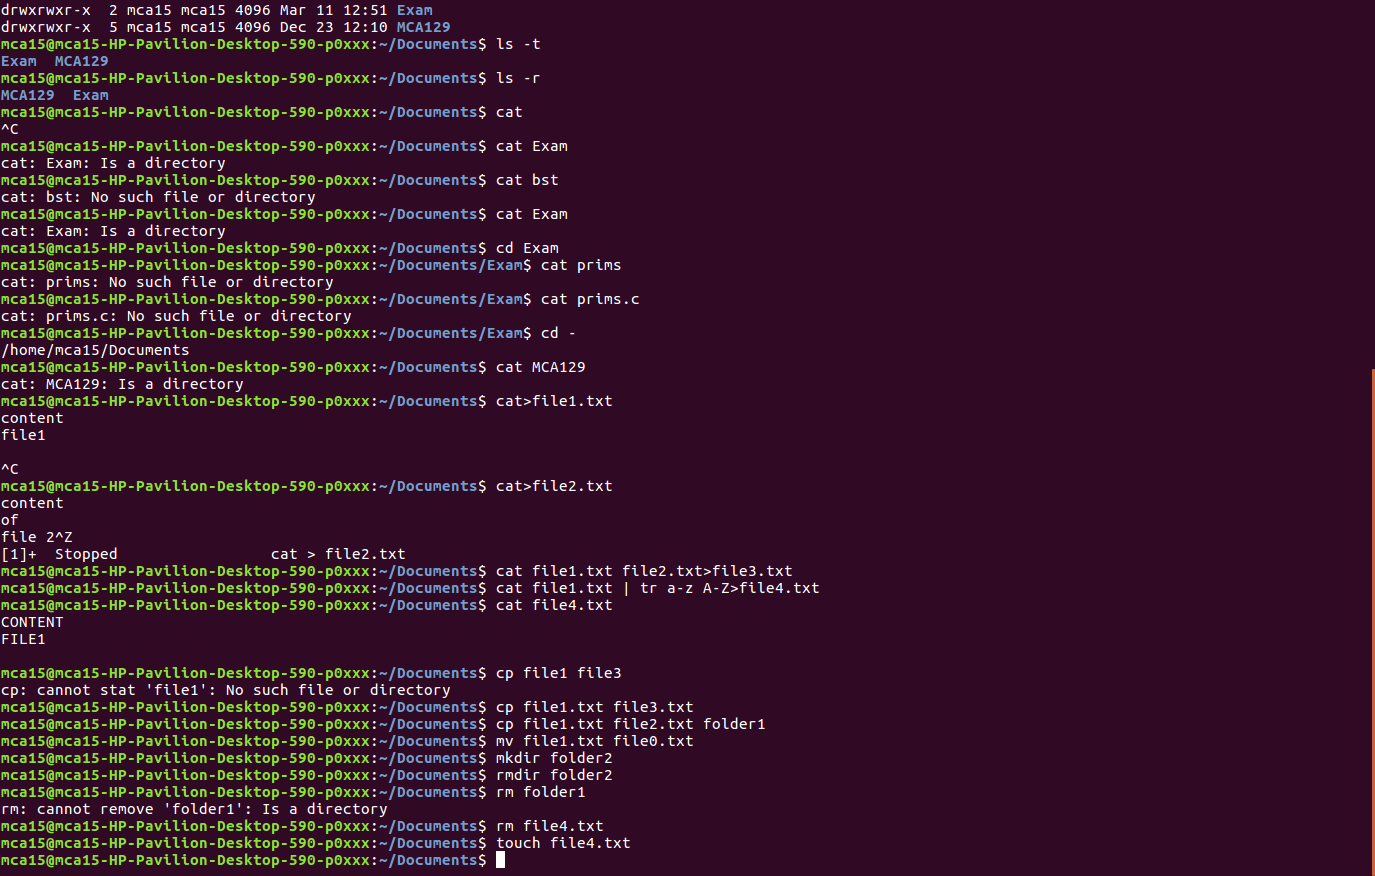 drwxrwxr-x  2 mca15 mca15 4096 Mar 11 12:51 Exam
drwxrwxr-x  5 mca15 mca15 4096 Dec 23 12:10 MCA129
mca15@mca15-HP-Pavilion-Desktop-590-p0xxx:~/Documents$ ls -t
Exam  MCA129
mca15@mca15-HP-Pavilion-Desktop-590-p0xxx:~/Documents$ ls -r
MCA129  Exam
mca15@mca15-HP-Pavilion-Desktop-590-p0xxx:~/Documents$ cat
^C
mca15@mca15-HP-Pavilion-Desktop-590-p0xxx:~/Documents$ cat Exam
cat: Exam: Is a directory
mca15@mca15-HP-Pavilion-Desktop-590-p0xxx:~/Documents$ cat bst
cat: bst: No such file or directory
mca15@mca15-HP-Pavilion-Desktop-590-p0xxx:~/Documents$ cat Exam
cat: Exam: Is a directory
mca15@mca15-HP-Pavilion-Desktop-590-p0xxx:~/Documents$ cd Exam
mca15@mca15-HP-Pavilion-Desktop-590-p0xxx:~/Documents/Exam$ cat prims
cat: prims: No such file or directory
mca15@mca15-HP-Pavilion-Desktop-590-p0xxx:~/Documents/Exam$ cat prims.c
cat: prims.c: No such file or directory
mca15@mca15-HP-Pavilion-Desktop-590-p0xxx:~/Documents/Exam$ cd -
/home/mca15/Documents
mca15@mca15-HP-Pavilion-Desktop-590-p0xxx:~/Documents$ cat MCA129
cat: MCA129: Is a directory
mca15@mca15-HP-Pavilion-Desktop-590-p0xxx:~/Documents$ cat>file1.txt
content
file1

^C
mca15@mca15-HP-Pavilion-Desktop-590-p0xxx:~/Documents$ cat>file2.txt
content
of
file 2^Z
[1]+  Stopped                 cat > file2.txt
mca15@mca15-HP-Pavilion-Desktop-590-p0xxx:~/Documents$ cat file1.txt file2.txt>file3.txt
mca15@mca15-HP-Pavilion-Desktop-590-p0xxx:~/Documents$ cat file1.txt | tr a-z A-Z>file4.txt
mca15@mca15-HP-Pavilion-Desktop-590-p0xxx:~/Documents$ cat file4.txt
CONTENT
FILE1

mca15@mca15-HP-Pavilion-Desktop-590-p0xxx:~/Documents$ cp file1 file3
cp: cannot stat 'file1': No such file or directory
mca15@mca15-HP-Pavilion-Desktop-590-p0xxx:~/Documents$ cp file1.txt file3.txt
mca15@mca15-HP-Pavilion-Desktop-590-p0xxx:~/Documents$ cp file1.txt file2.txt folder1
mca15@mca15-HP-Pavilion-Desktop-590-p0xxx:~/Documents$ mv file1.txt file0.txt
mca15@mca15-HP-Pavilion-Desktop-590-p0xxx:~/Documents$ mkdir folder2
mca15@mca15-HP-Pavilion-Desktop-590-p0xxx:~/Documents$ rmdir folder2
mca15@mca15-HP-Pavilion-Desktop-590-p0xxx:~/Documents$ rm folder1
rm: cannot remove 'folder1': Is a directory
mca15@mca15-HP-Pavilion-Desktop-590-p0xxx:~/Documents$ rm file4.txt
mca15@mca15-HP-Pavilion-Desktop-590-p0xxx:~/Documents$ touch file4.txt
mca15@mca15-HP-Pavilion-Desktop-590-p0xxx:~/Documents$